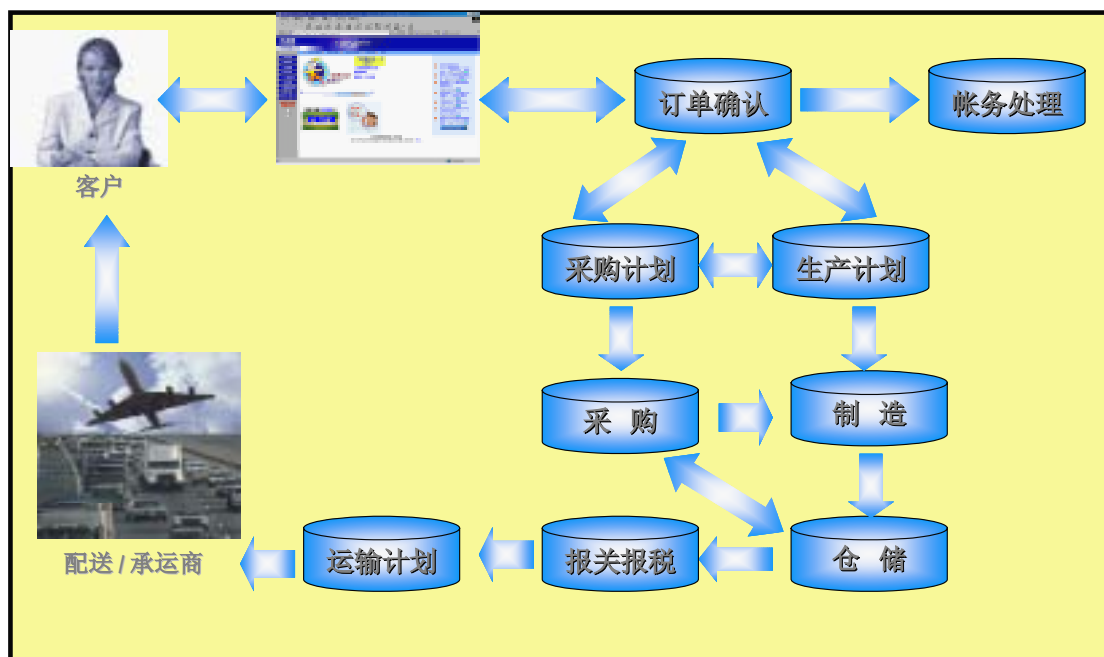 订单确认
帐务处理
客户
采购计划
生产计划
采 购
制 造
配送 / 承运商
运输计划
报关报税
仓 储